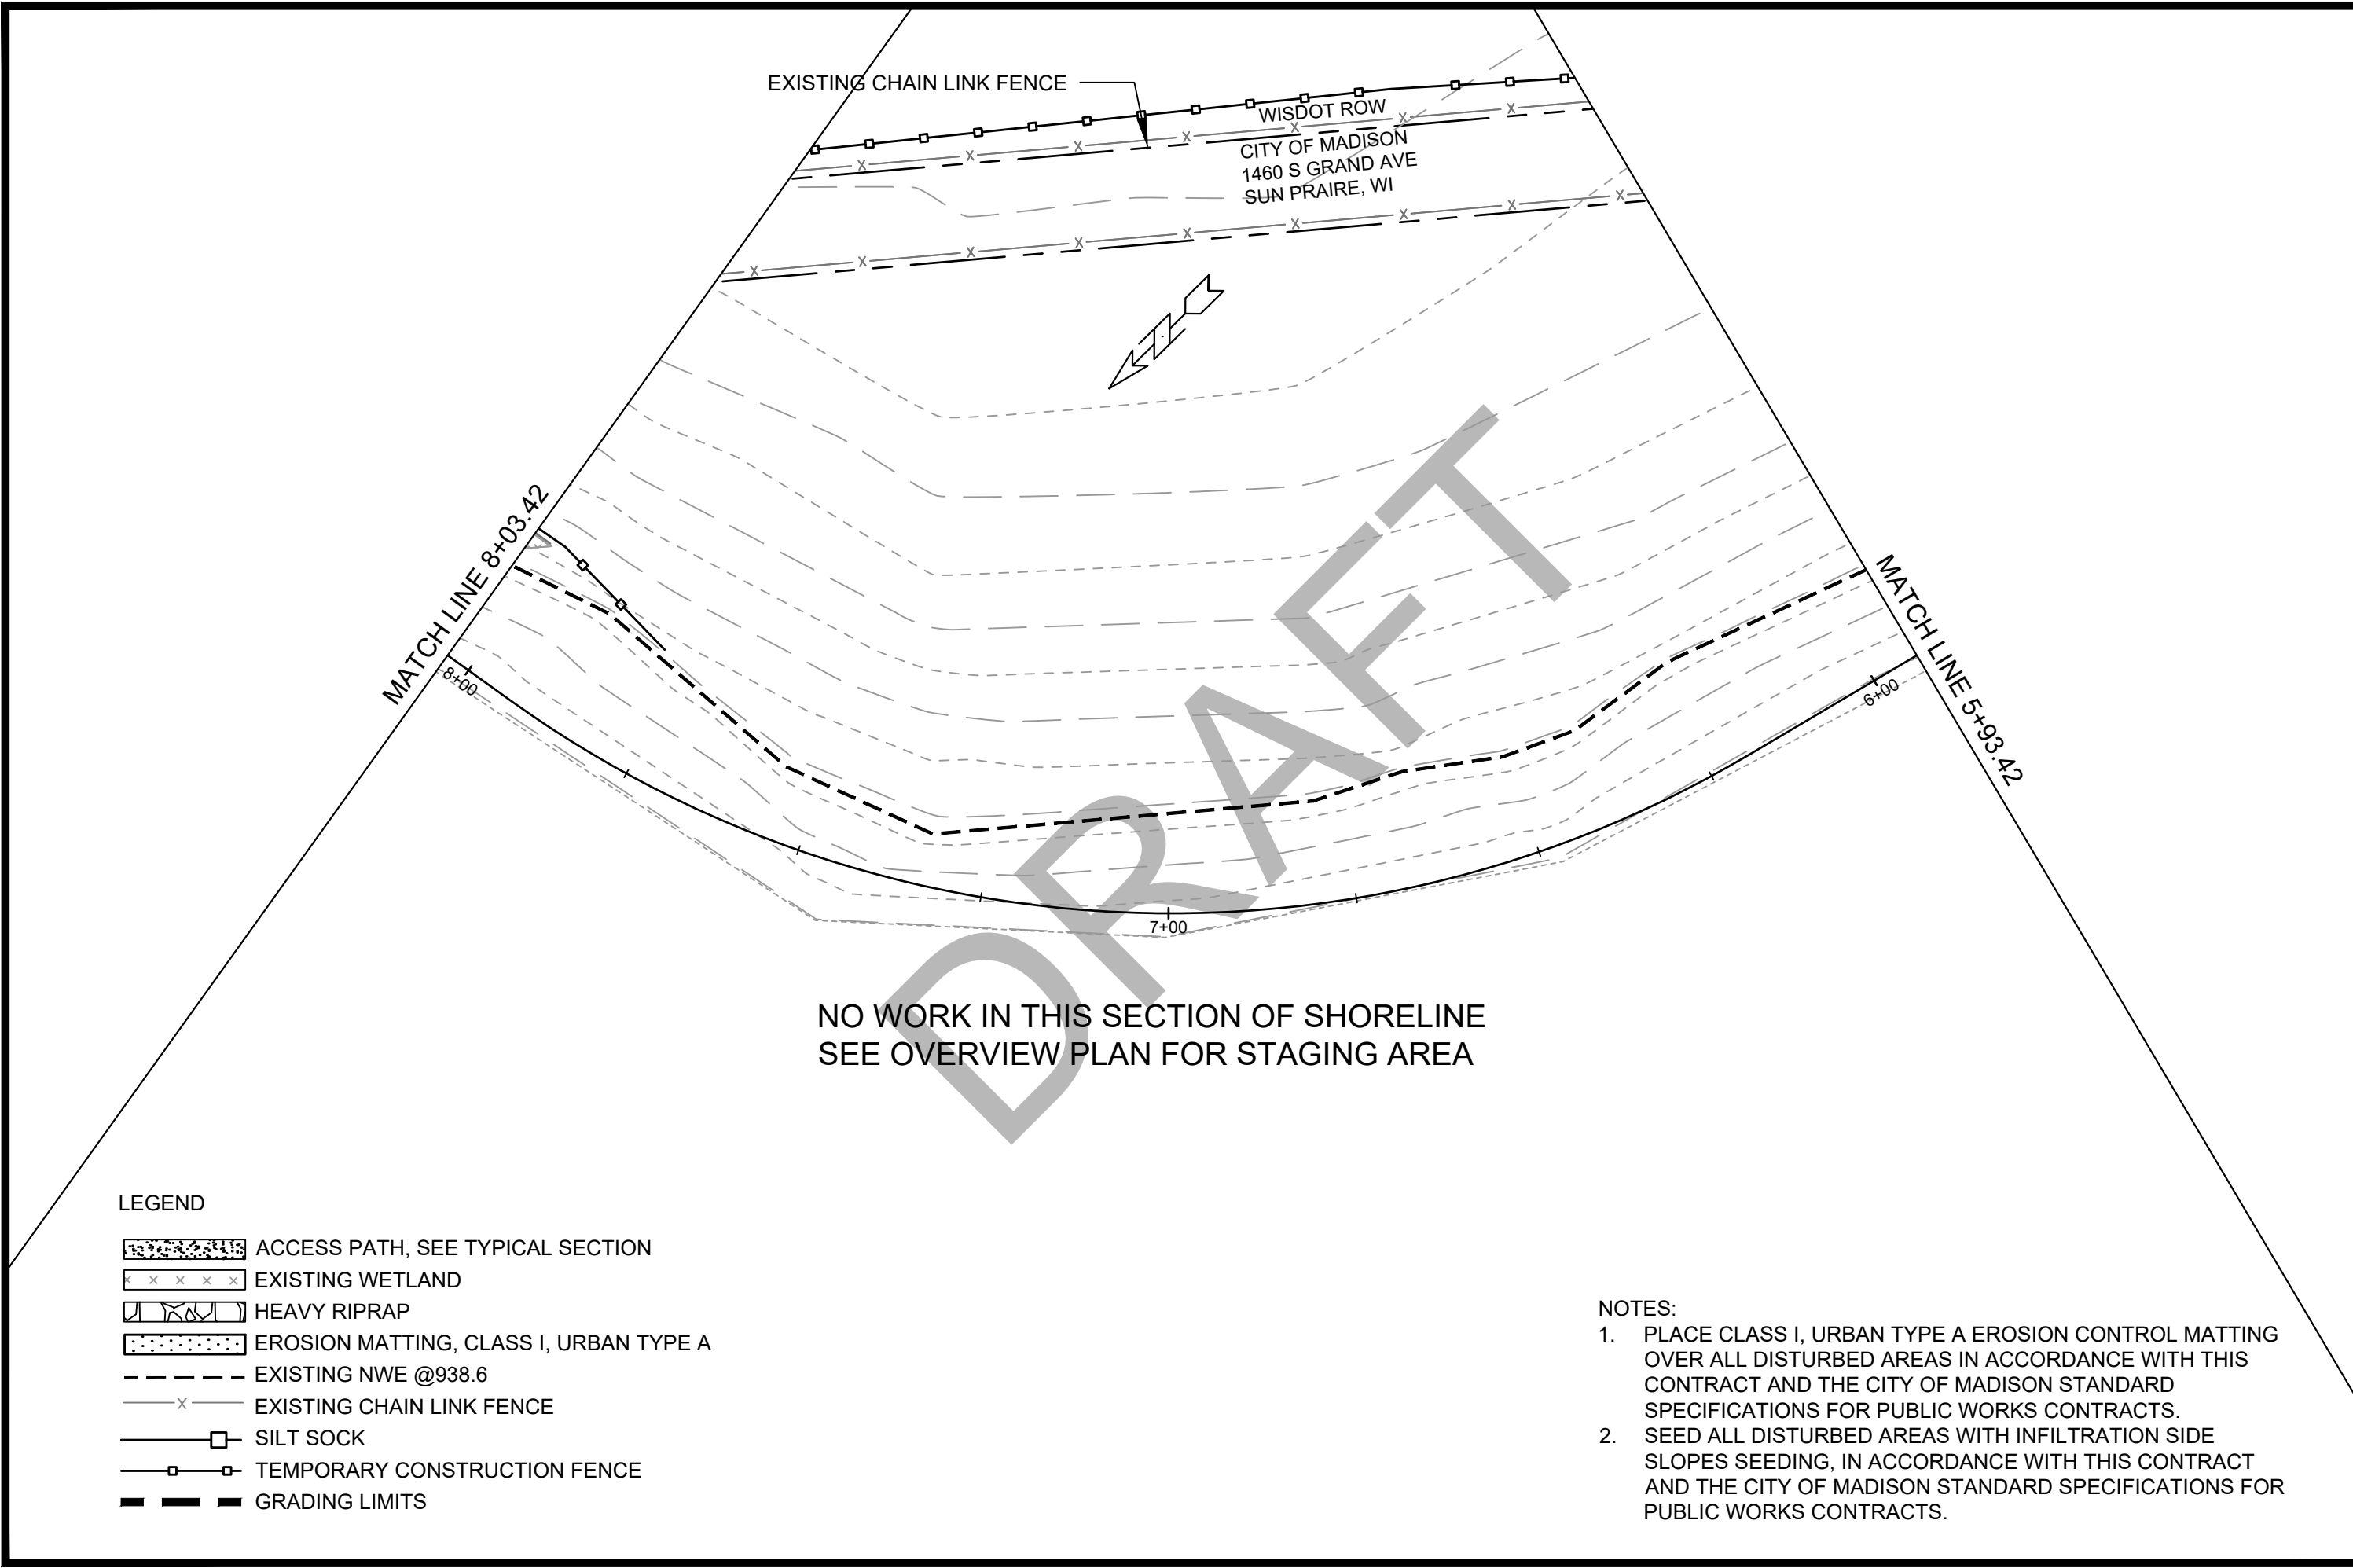 EXISTING CHAIN LINK FENCE
WISDOT ROW
CITY OF MADISON
1460 S GRAND AVE
SUN PRAIRE, WI
MATCH LINE 8+03.42
MATCH LINE 5+93.42
8+00
6+00
7+00
DRAFT
NO WORK IN THIS SECTION OF SHORELINE
SEE OVERVIEW PLAN FOR STAGING AREA
LEGEND
ACCESS PATH, SEE TYPICAL SECTION
EXISTING WETLAND
HEAVY RIPRAP
EROSION MATTING, CLASS I, URBAN TYPE A
EXISTING NWE @938.6
EXISTING CHAIN LINK FENCE
SILT SOCK
TEMPORARY CONSTRUCTION FENCE
GRADING LIMITS
NOTES:
1. PLACE CLASS I, URBAN TYPE A EROSION CONTROL MATTING
OVER ALL DISTURBED AREAS IN ACCORDANCE WITH THIS
CONTRACT AND THE CITY OF MADISON STANDARD
SPECIFICATIONS FOR PUBLIC WORKS CONTRACTS.
2. SEED ALL DISTURBED AREAS WITH INFILTRATION SIDE
SLOPES SEEDING, IN ACCORDANCE WITH THIS CONTRACT
AND THE CITY OF MADISON STANDARD SPECIFICATIONS FOR
PUBLIC WORKS CONTRACTS.